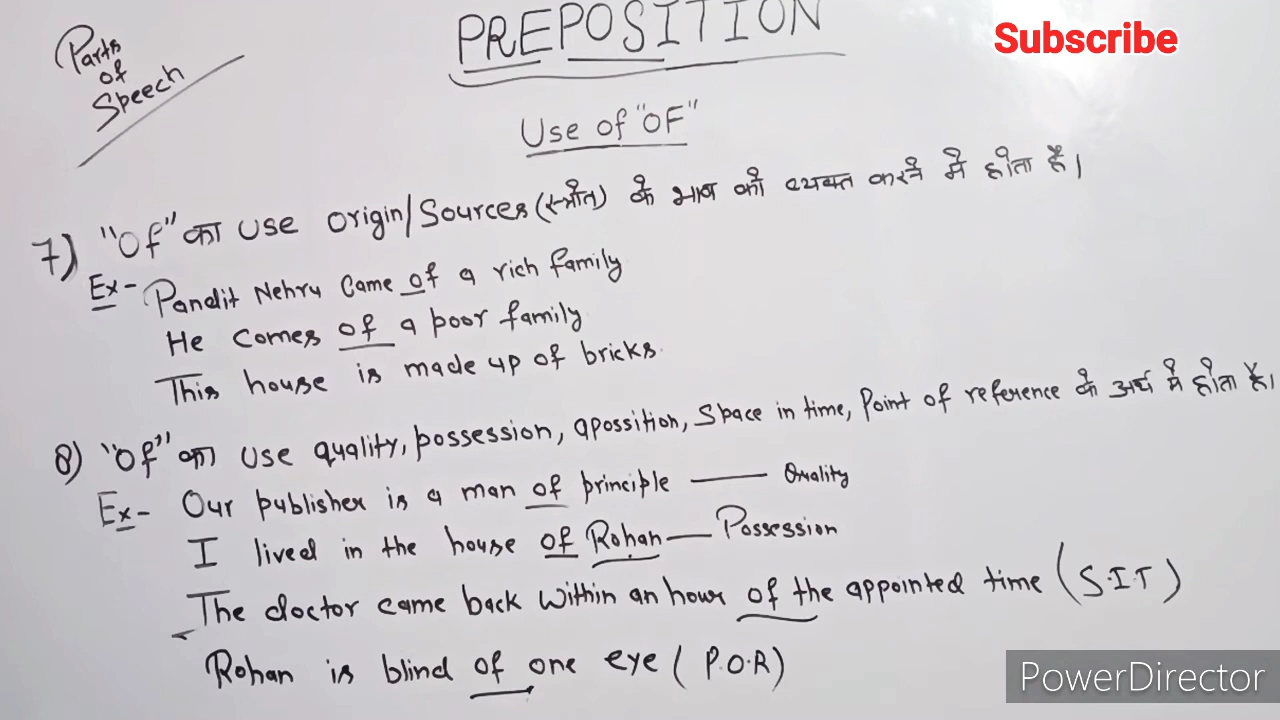 Parts
of
Speech
PREPOSITION
Subscribe
Use of "OF"
7) "Of" का use origin/Sources (स्त्रोत) के भाव को व्यक्त करने मे होता है।
Ex- Pandit Nehru Came of a rich family
He comes of a poor family
This house is made up of bricks.
8) "Of" का use quality, possession, apossition, Space in time, Point of reference के अर्थ मे होता है।
Ex- Our publisher is a man of principle — Quality
I lived in the house of Rohan — Possession
The doctor came back within an hour of the appointed time (S.I.T)
Rohan is blind of one eye (P.O.R)
PowerDirector